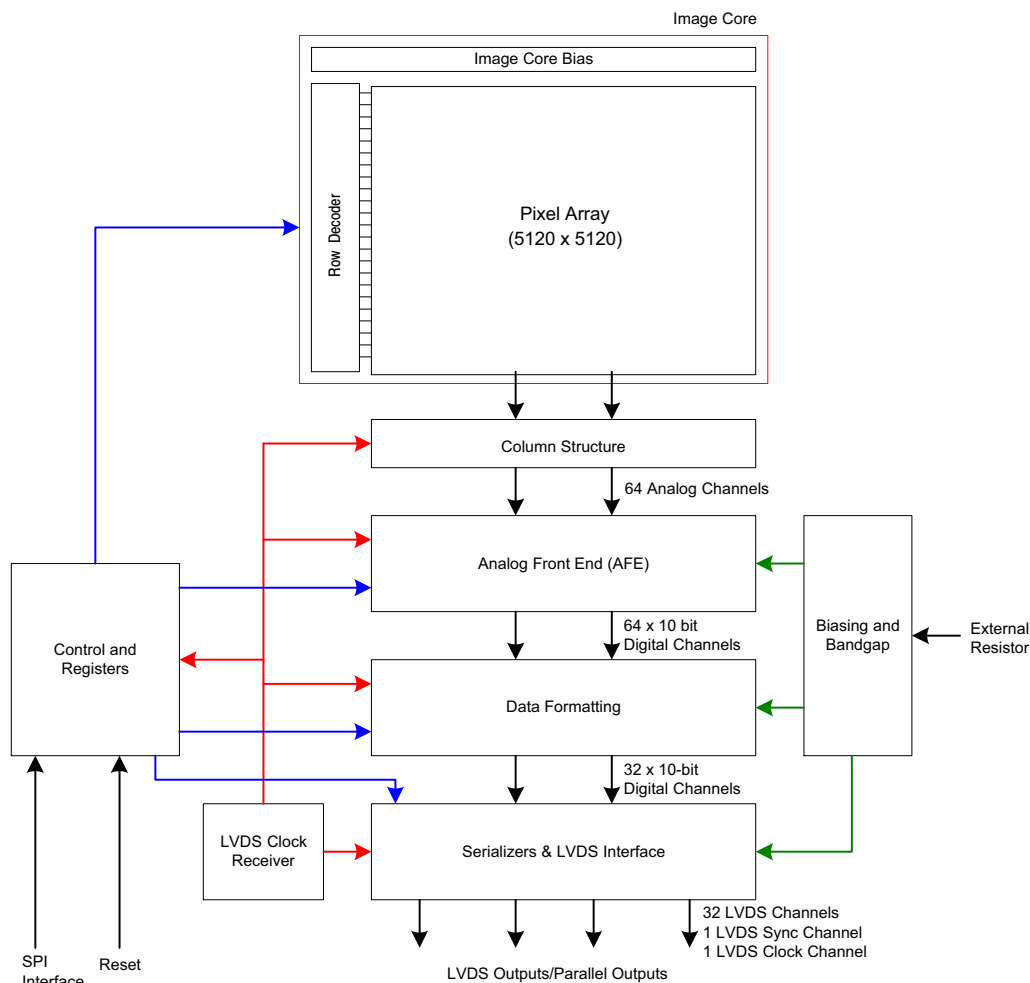 Image Core
Image Core Bias
Row Decoder
Pixel Array
(5120 x 5120)
Column Structure
64 Analog Channels
Analog Front End (AFE)
64 x 10 bit
Digital Channels
Biasing and
Bandgap
External
Resistor
Control and
Registers
Data Formatting
32 x 10-bit
Digital Channels
LVDS Clock
Receiver
Serializers & LVDS Interface
32 LVDS Channels
1 LVDS Sync Channel
1 LVDS Clock Channel
SPI
Interface
Reset
LVDS Outputs/Parallel Outputs